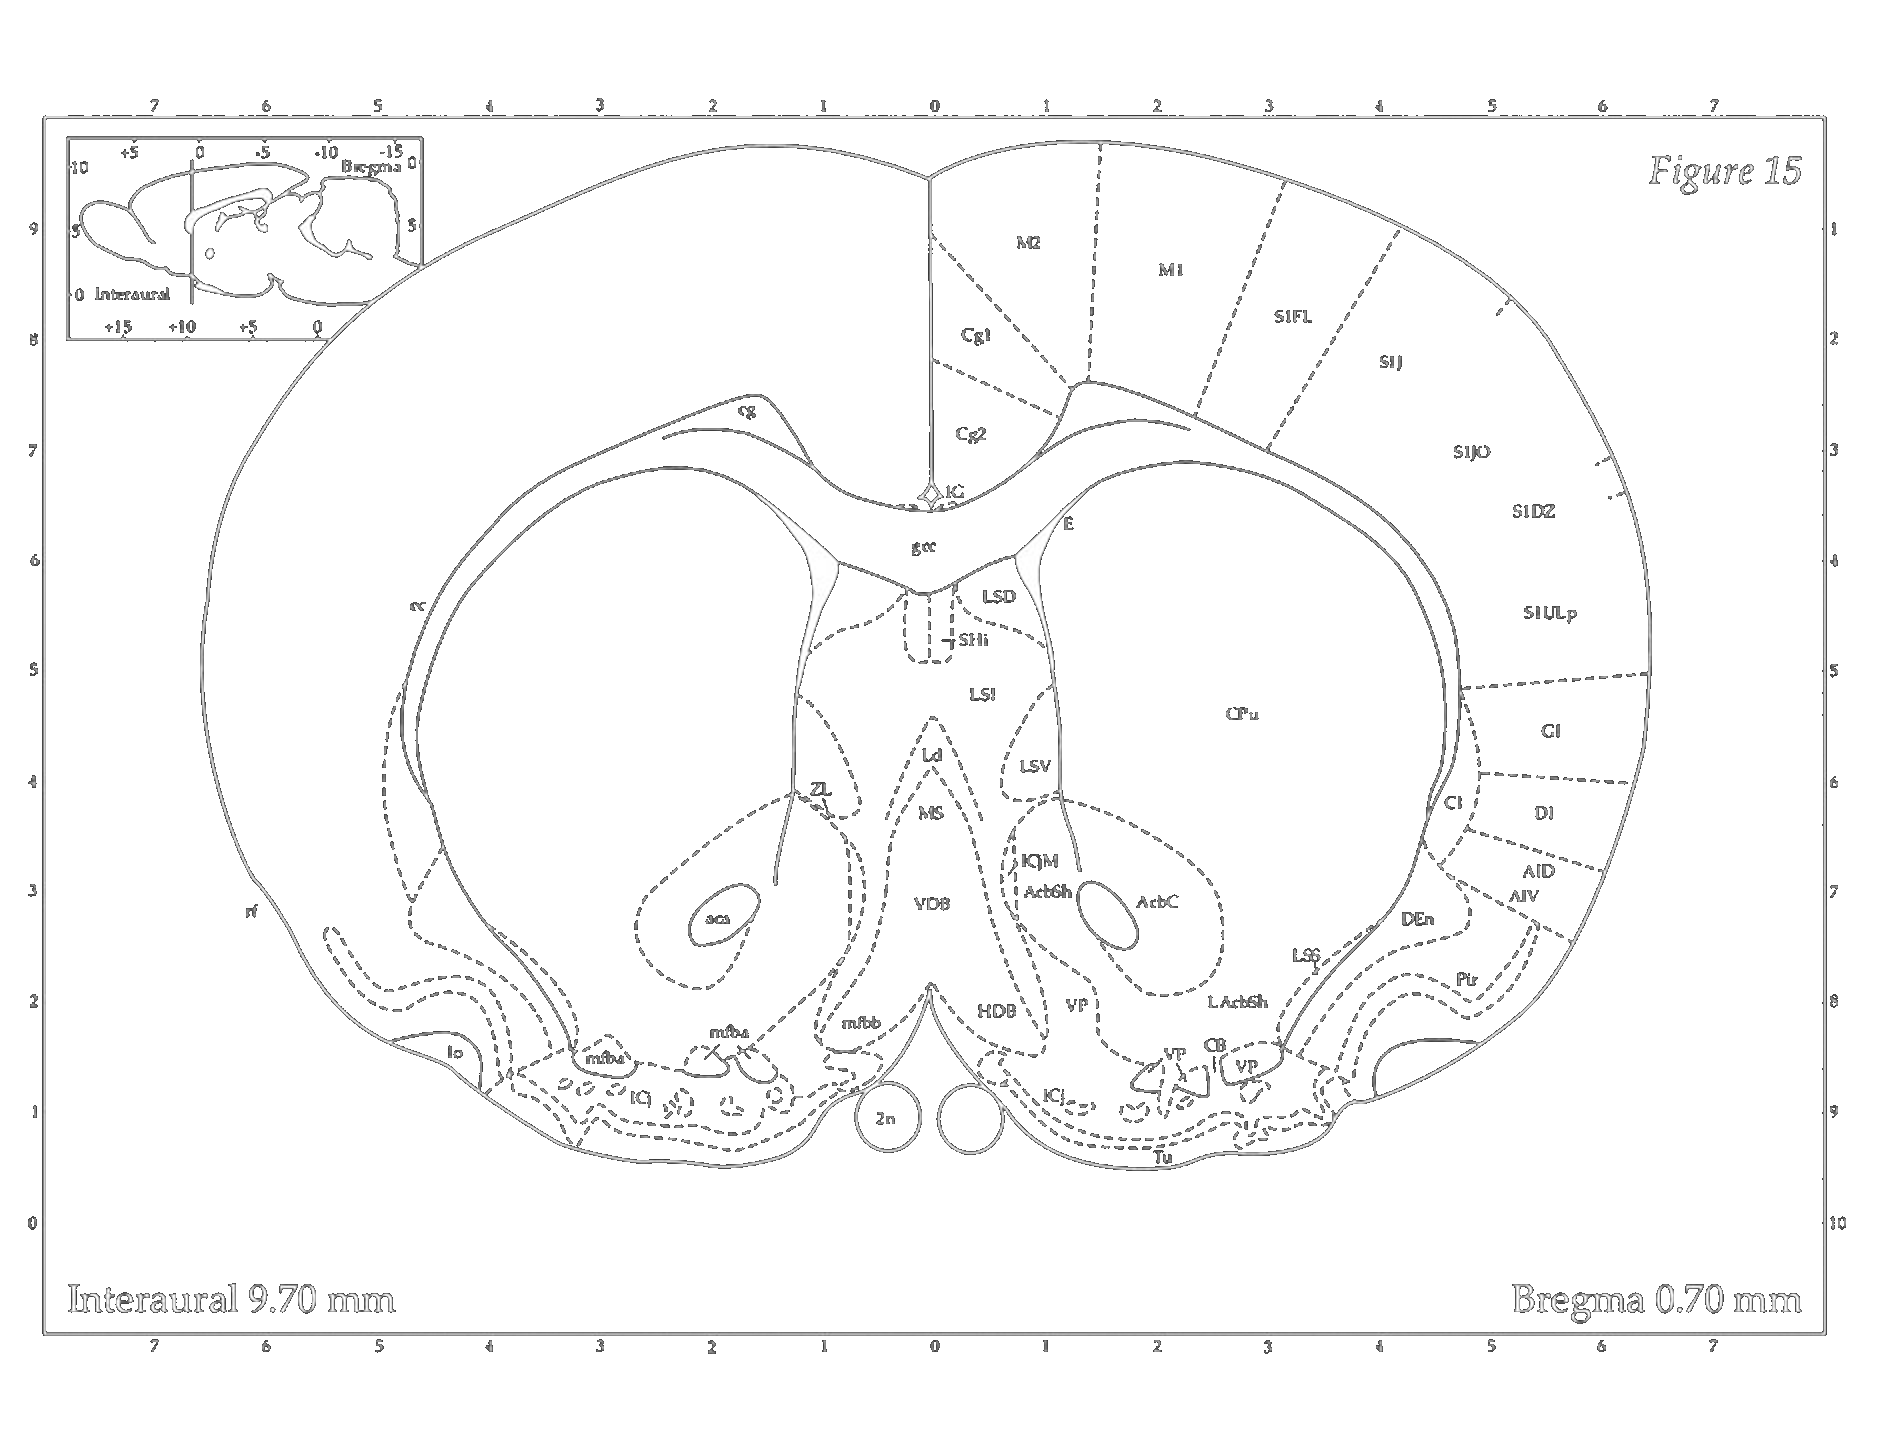 7 6 5 4 3 2 1 0 1 2 3 4 5 6 7
+5 0 -5 -10 -15
10 Bregma 0
5 5
0 Interaural
+15 +10 +5 0
Figure 15
9 1
8 2
7 3
6 4
5 5
4 6
3 7
2 8
1 9
0 10
M2
M1
S1FL
Cg1
S1J
cg
Cg2
S1JO
IG
S1DZ
E
gcc
LSD
ec
S1ULp
SHi
LSI
CPu
GI
Ld
LSV
ZL
Cl
MS
DI
ICjM
AID
AcbSh
AIV
AcbC
VDB
rf
aca
DEn
LSS
Pir
LAcbSh
VP
HDB
mfbb
mfba
CB
lo
mfba
VP
VP
ICj
ICj
2n
Tu
Interaural 9.70 mm
Bregma 0.70 mm
7 6 5 4 3 2 1 0 1 2 3 4 5 6 7